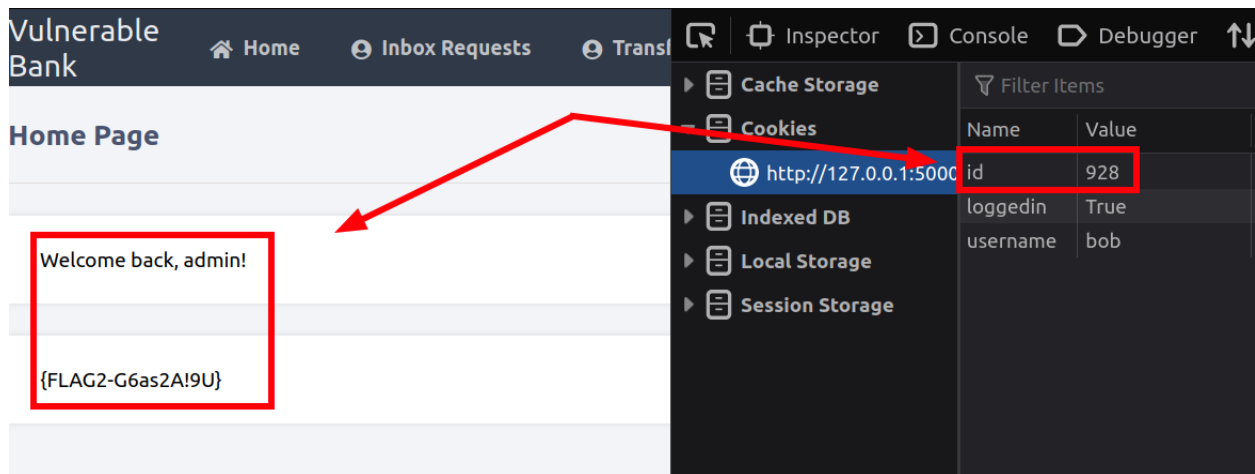 Vulnerable
Bank
Home
Inbox Requests
Home Page
Welcome back, admin!
{FLAG2-G6as2A!9U}
Inspector
Console
Debugger
Cache Storage
Cookies
http://127.0.0.1:5000
Indexed DB
Local Storage
Session Storage
Filter Items
Name Value
id 928
loggedin True
username bob